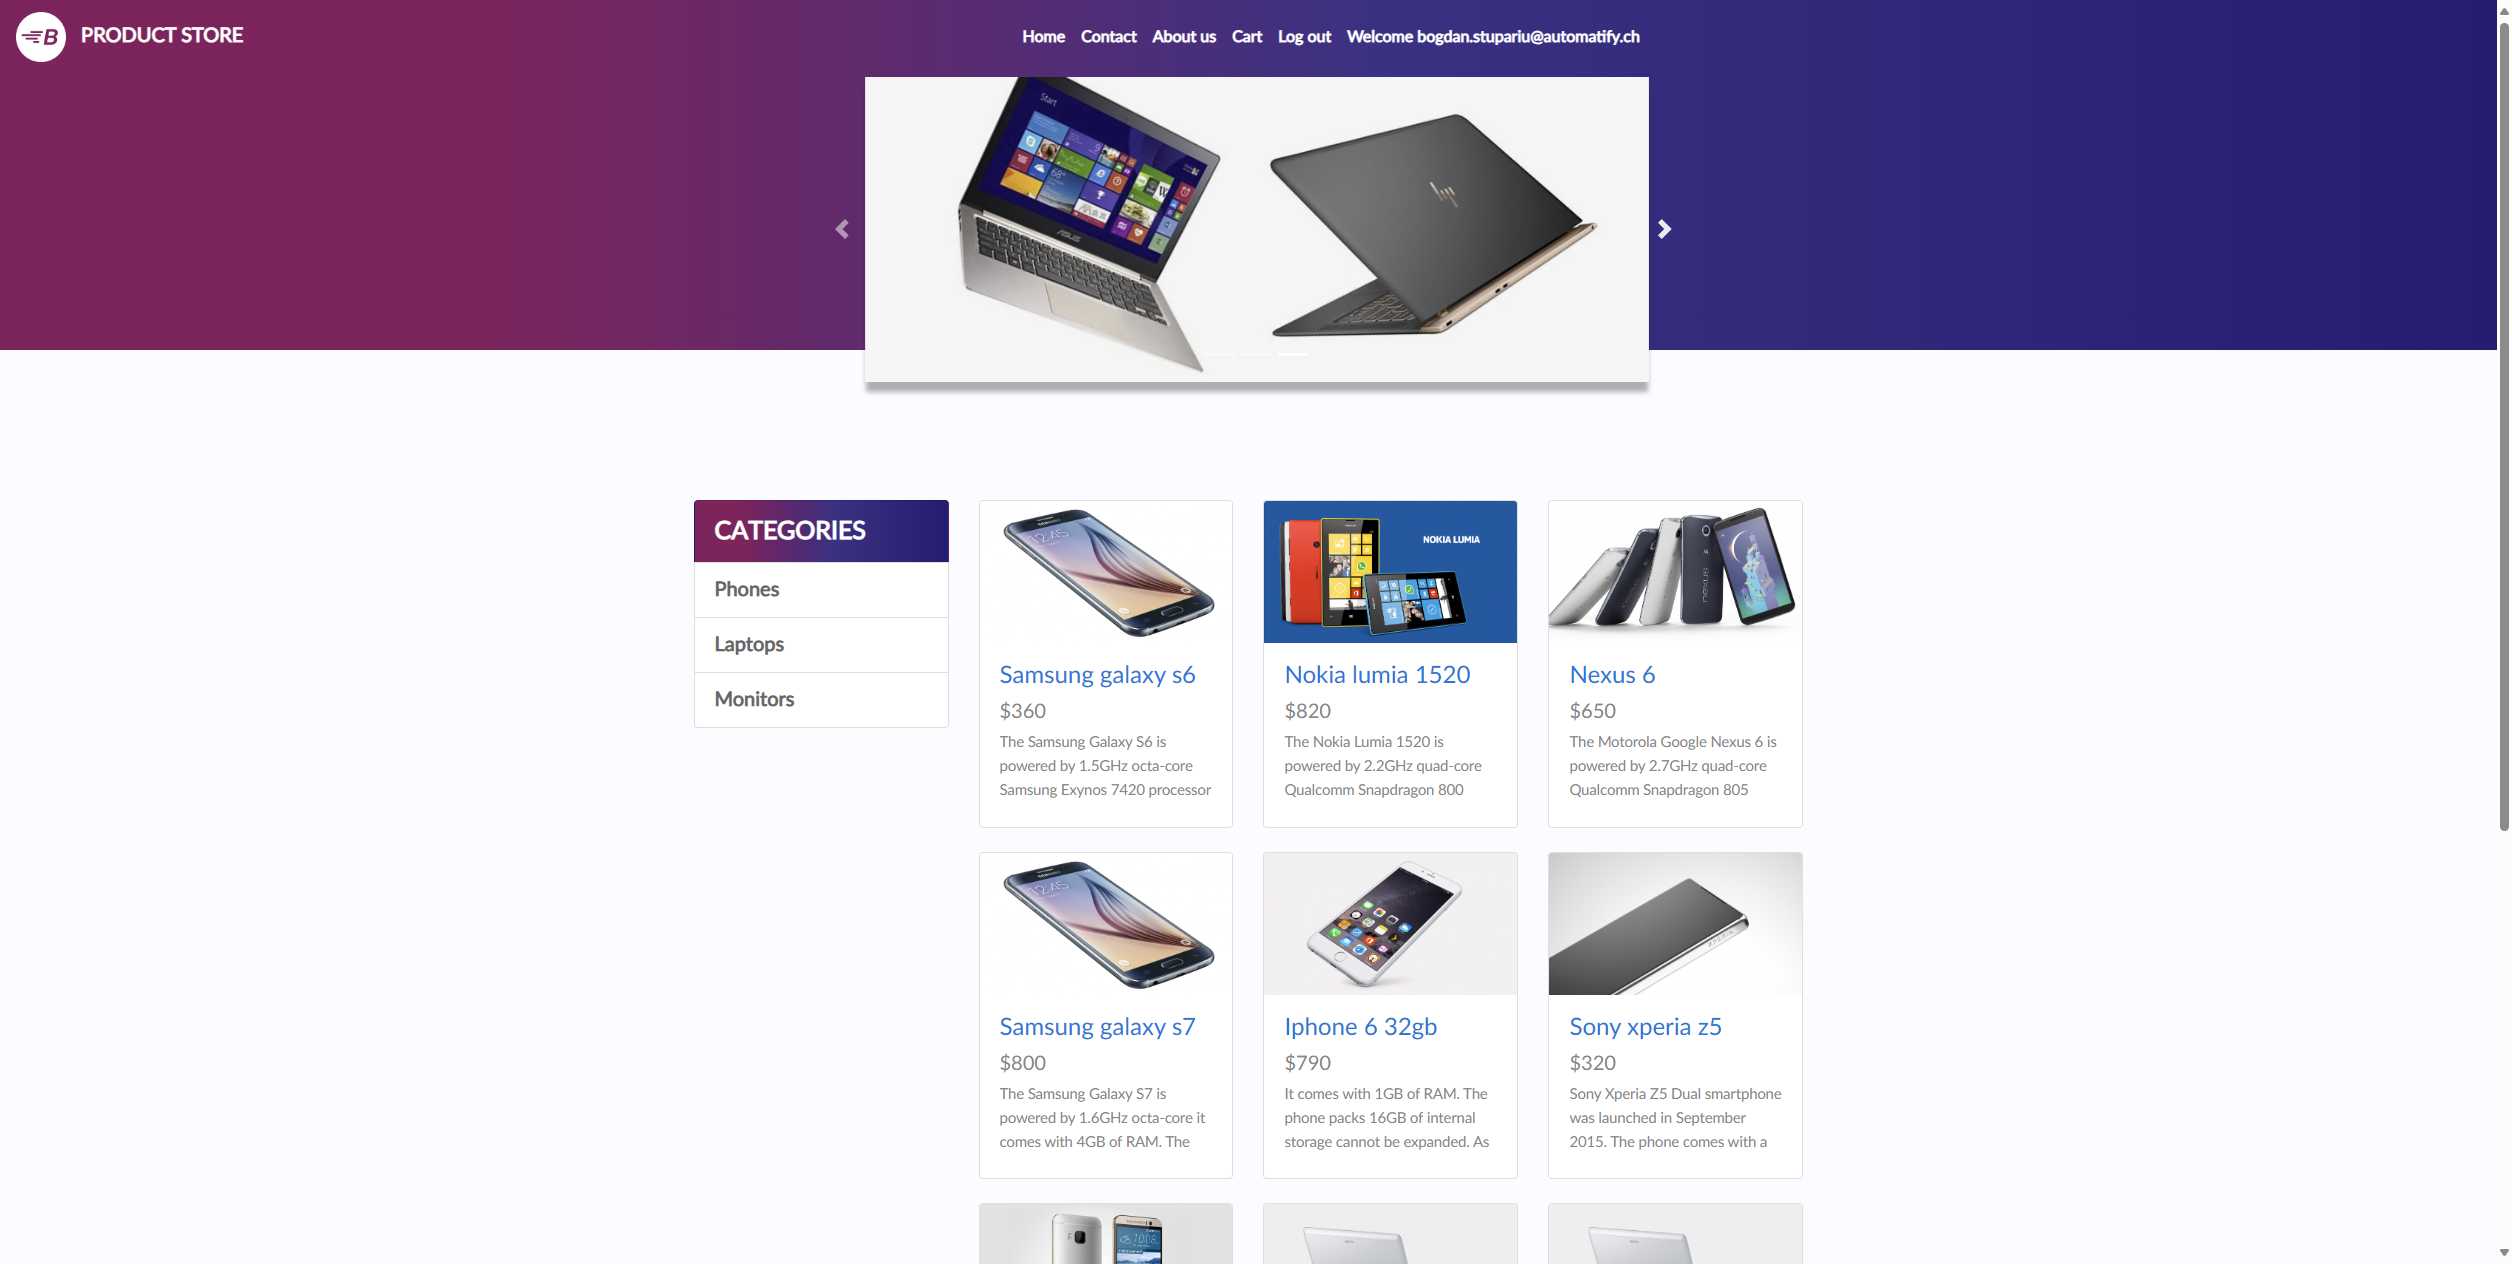 B
PRODUCT STORE
Home Contact About us Cart Log out Welcome bogdan.stupariu@automatify.ch
Start
ASUS
CATEGORIES
Phones
Laptops
Monitors
NOKIA LUMIA
nexus
Samsung galaxy s6
$360
The Samsung Galaxy S6 is
powered by 1.5GHz octa-core
Samsung Exynos 7420 processor
Nokia lumia 1520
$820
The Nokia Lumia 1520 is
powered by 2.2GHz quad-core
Qualcomm Snapdragon 800
Nexus 6
$650
The Motorola Google Nexus 6 is
powered by 2.7GHz quad-core
Qualcomm Snapdragon 805
Samsung galaxy s7
$800
The Samsung Galaxy S7 is
powered by 1.6GHz octa-core it
comes with 4GB of RAM. The
Iphone 6 32gb
$790
It comes with 1GB of RAM. The
phone packs 16GB of internal
storage cannot be expanded. As
XPERIA
Sony xperia z5
$320
Sony Xperia Z5 Dual smartphone
was launched in September
2015. The phone comes with a